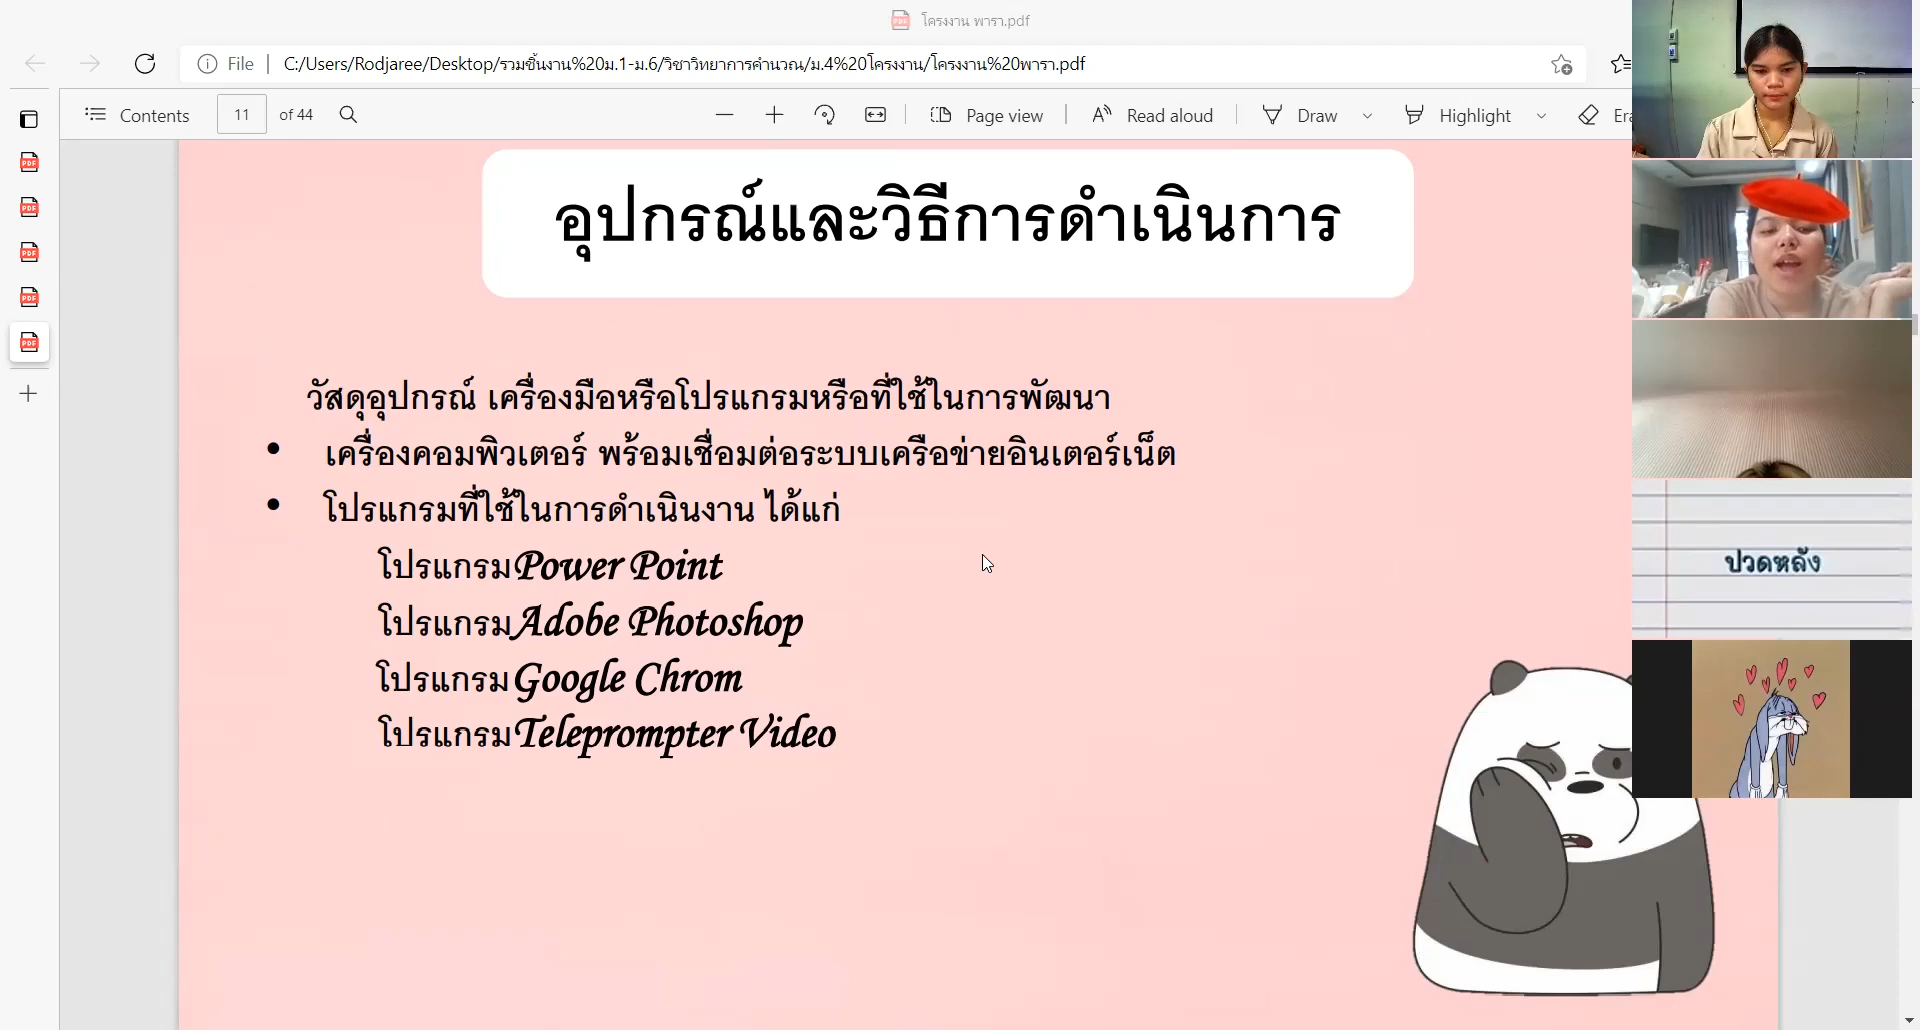 โครงงาน พารา.pdf
File
C:/Users/Rodjaree/Desktop/รวมชิ้นงาน%20ม.1-ม.6/วิชาวิทยาการคำนวณ/ม.4%20โครงงาน/โครงงาน%20พารา.pdf
Contents
11
of 44
Page view
Read aloud
Draw
Highlight
อุปกรณ์และวิธีการดำเนินการ
วัสดุอุปกรณ์ เครื่องมือหรือโปรแกรมหรือที่ใช้ในการพัฒนา
• เครื่องคอมพิวเตอร์ พร้อมเชื่อมต่อระบบเครือข่ายอินเตอร์เน็ต
• โปรแกรมที่ใช้ในการดำเนินงาน ได้แก่
โปรแกรมPower Point
โปรแกรมAdobe Photoshop
โปรแกรมGoogle Chrom
โปรแกรมTeleprompter Video
ปวดหลัง